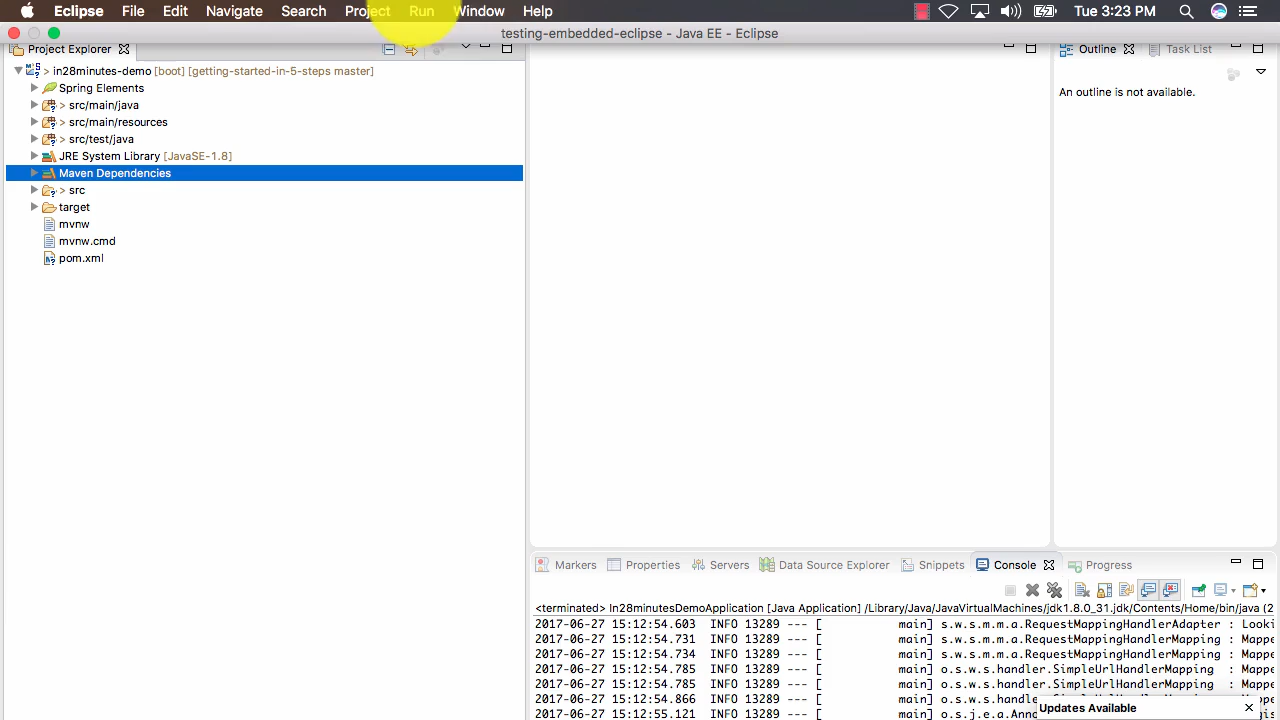 Eclipse File Edit Navigate Search Project Run Window Help Tue 3:23 PM
testing-embedded-eclipse - Java EE - Eclipse
Project Explorer
> in28minutes-demo [boot] [getting-started-in-5-steps master]
Spring Elements
> src/main/java
> src/main/resources
> src/test/java
JRE System Library [JavaSE-1.8]
Maven Dependencies
> src
target
mvnw
mvnw.cmd
pom.xml
Outline Task List
An outline is not available.
Markers Properties Servers Data Source Explorer Snippets Console Progress
<terminated> In28minutesDemoApplication [Java Application] /Library/Java/JavaVirtualMachines/jdk1.8.0_31.jdk/Contents/Home/bin/java (2
2017-06-27 15:12:54.603 INFO 13289 --- [ main] s.w.s.m.m.a.RequestMappingHandlerAdapter : Looki
2017-06-27 15:12:54.731 INFO 13289 --- [ main] s.w.s.m.m.a.RequestMappingHandlerMapping : Mappe
2017-06-27 15:12:54.734 INFO 13289 --- [ main] s.w.s.m.m.a.RequestMappingHandlerMapping : Mappe
2017-06-27 15:12:54.785 INFO 13289 --- [ main] o.s.w.s.handler.SimpleUrlHandlerMapping : Mappe
2017-06-27 15:12:54.785 INFO 13289 --- [ main] o.s.w.s.handler.SimpleUrlHandlerMapping : Mappe
2017-06-27 15:12:54.866 INFO 13289 --- [ main] o.s.w.s.handler.SimpleUrlHandlerMapping : Mappe
2017-06-27 15:12:55.121 INFO 13289 --- [ main] o.s.j.e.a.Anno
Updates Available